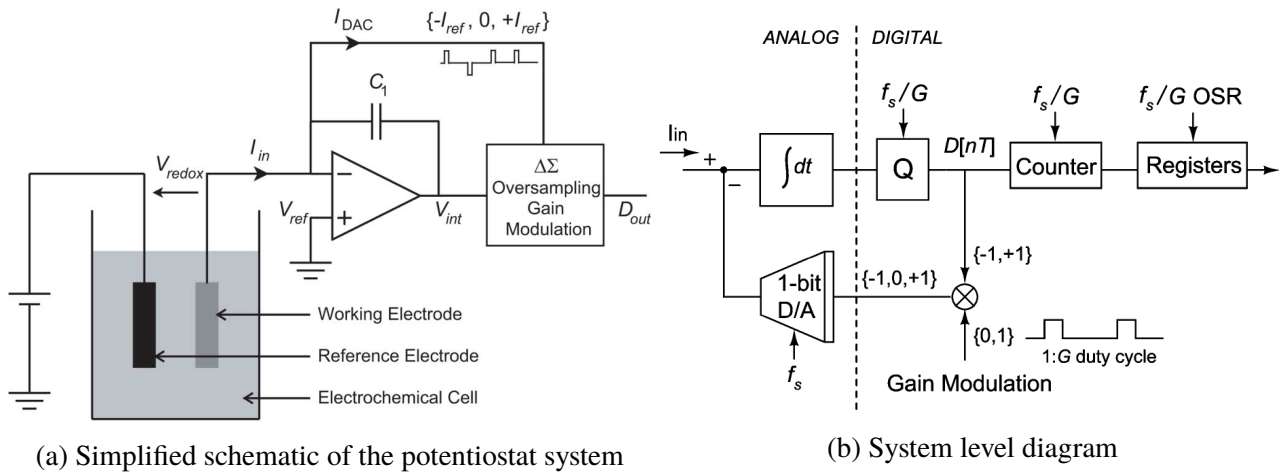 I_DAC
{-I_ref, 0, +I_ref}
C_1
V_redox
I_in
−
V_ref
+
V_int
ΔΣ
Oversampling
Gain
Modulation
D_out
Working Electrode
Reference Electrode
Electrochemical Cell
(a) Simplified schematic of the potentiostat system
ANALOG
DIGITAL
f_s/G
f_s/G
f_s/G OSR
Iin
+
−
∫dt
Q
D[nT]
Counter
Registers
{-1,+1}
1-bit
D/A
{-1,0,+1}
{0,1}
1:G duty cycle
f_s
Gain Modulation
(b) System level diagram